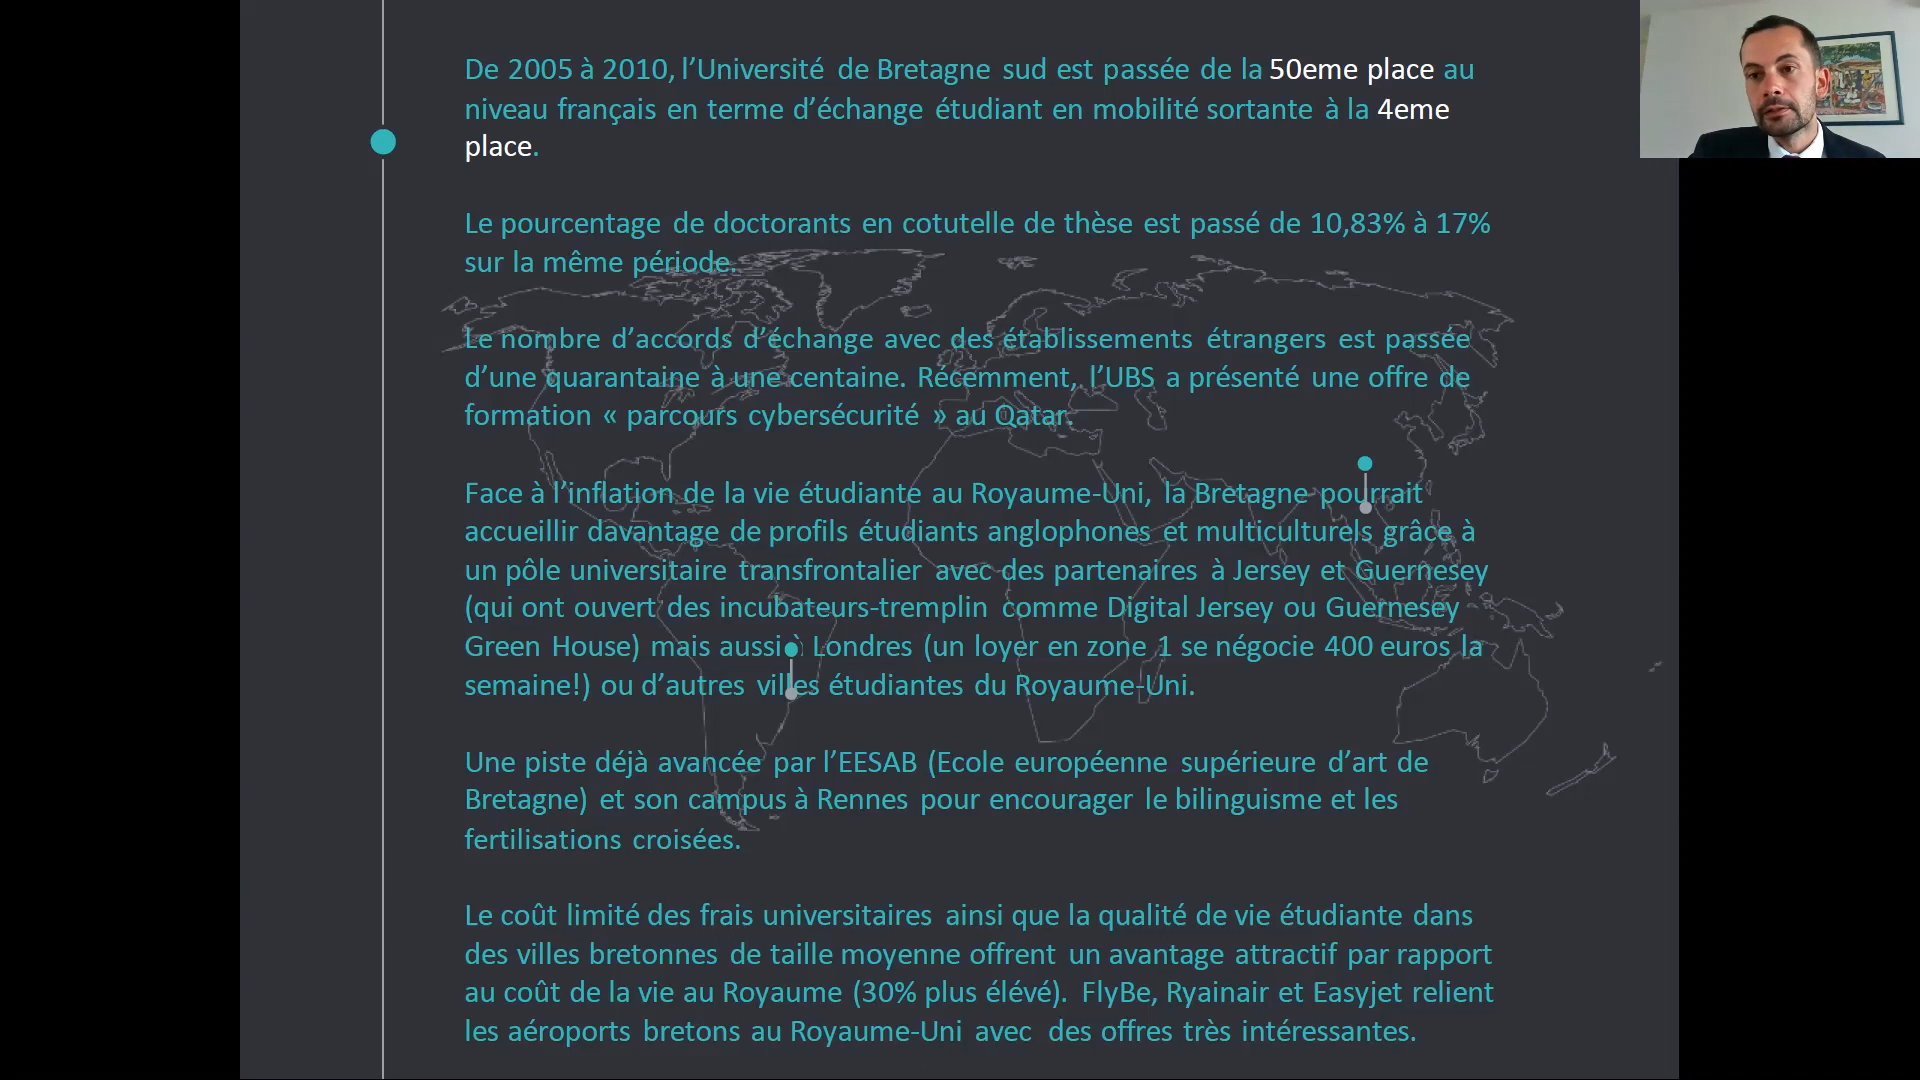 De 2005 à 2010, l’Université de Bretagne sud est passée de la 50eme place au
niveau français en terme d’échange étudiant en mobilité sortante à la 4eme
place.
Le pourcentage de doctorants en cotutelle de thèse est passé de 10,83% à 17%
sur la même période.
Le nombre d’accords d’échange avec des établissements étrangers est passée
d’une quarantaine à une centaine. Récemment, l’UBS a présenté une offre de
formation « parcours cybersécurité » au Qatar.
Face à l’inflation de la vie étudiante au Royaume-Uni, la Bretagne pourrait
accueillir davantage de profils étudiants anglophones et multiculturels grâce à
un pôle universitaire transfrontalier avec des partenaires à Jersey et Guernesey
(qui ont ouvert des incubateurs-tremplin comme Digital Jersey ou Guernesey
Green House) mais aussi à Londres (un loyer en zone 1 se négocie 400 euros la
semaine!) ou d’autres villes étudiantes du Royaume-Uni.
Une piste déjà avancée par l’EESAB (Ecole européenne supérieure d’art de
Bretagne) et son campus à Rennes pour encourager le bilinguisme et les
fertilisations croisées.
Le coût limité des frais universitaires ainsi que la qualité de vie étudiante dans
des villes bretonnes de taille moyenne offrent un avantage attractif par rapport
au coût de la vie au Royaume (30% plus élévé). FlyBe, Ryainair et Easyjet relient
les aéroports bretons au Royaume-Uni avec des offres très intéressantes.